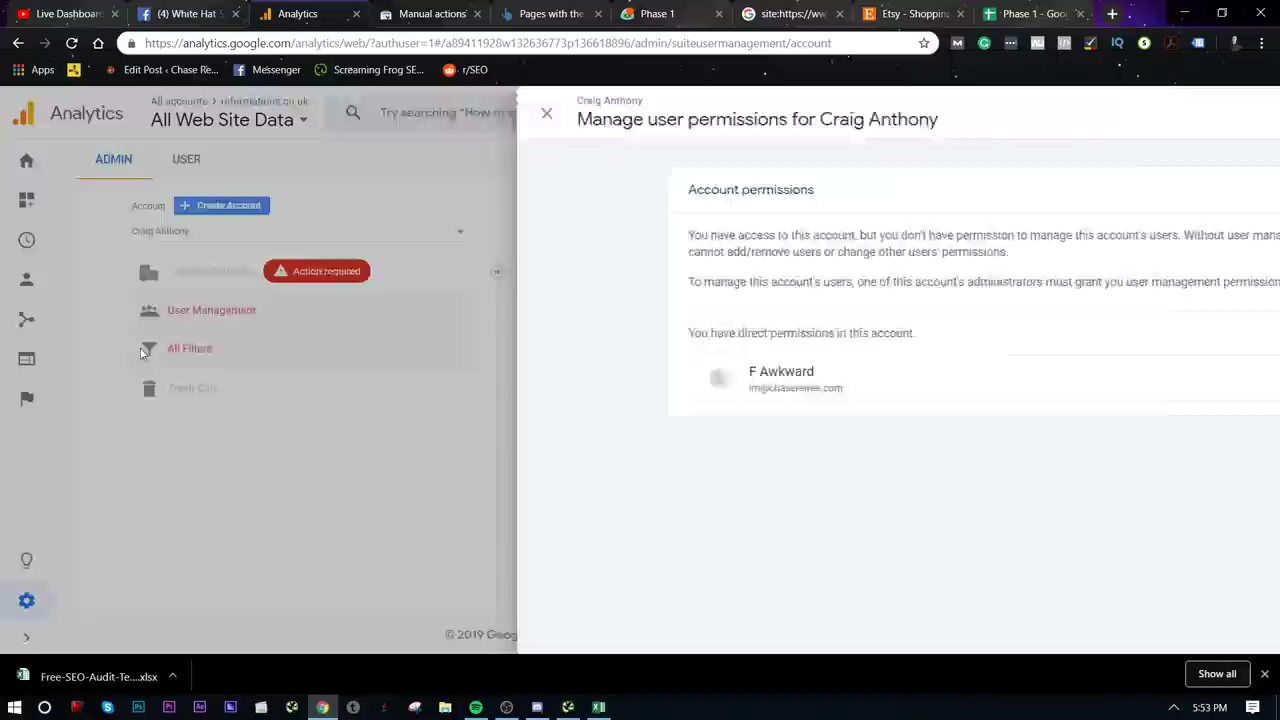 Live Dashboard
(4) White Hat S
Analytics
Manual actions
Pages with the
Phase 1
site:https://ww
Etsy - Shoppin
Phase 1 - Goo
https://analytics.google.com/analytics/web/?authuser=1#/a89411928w132636773p136618896/admin/suiteusermanagement/account
Apps
Edit Post ‹ Chase Re...
Messenger
Screaming Frog SE...
r/SEO
Analytics
All accounts >
All Web Site Data
Try searching "How m
ADMIN
USER
Account
+ Create Account
Craig Anthony
Action required
User Management
All Filters
© 2019 Goog
Craig Anthony
Manage user permissions for Craig Anthony
Account permissions
You have access to this account, but you don't have permission to manage this account's users. Without user mana
cannot add/remove users or change other users' permissions.
To manage this account's users, one of this account's administrators must grant you user management permission
You have direct permissions in this account.
F Awkward
Free-SEO-Audit-Te....xlsx
Show all
5:53 PM